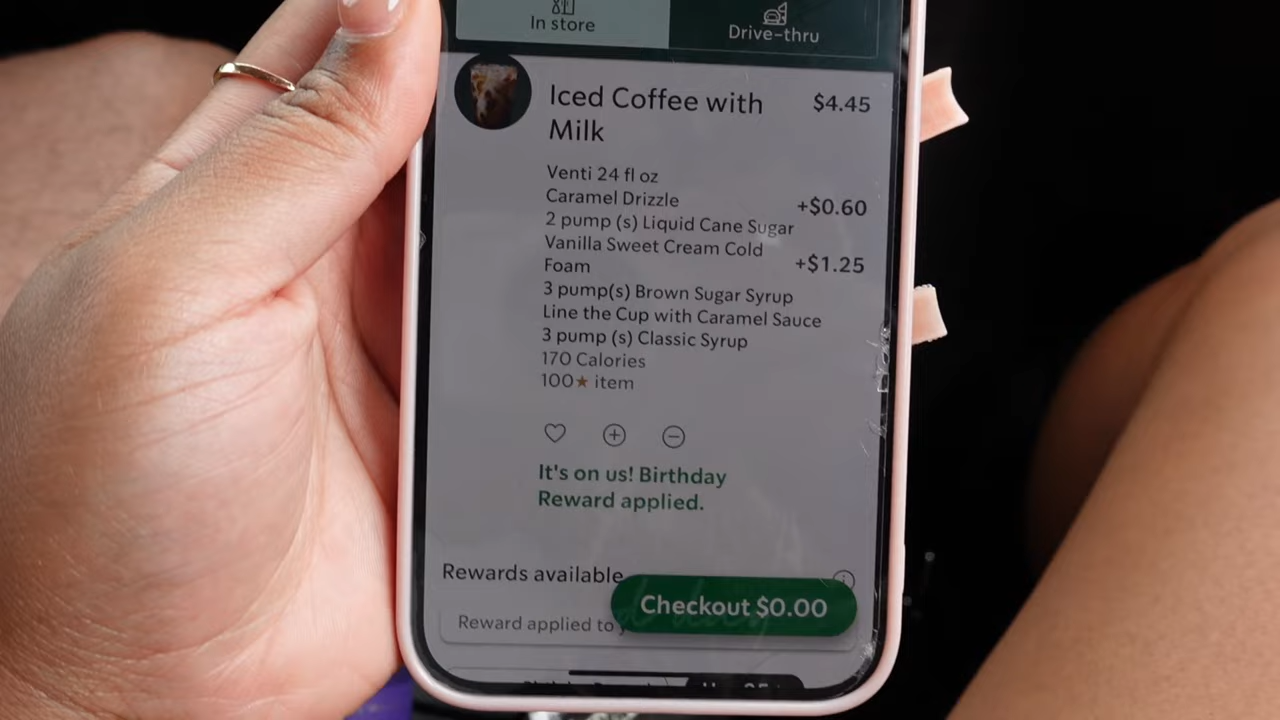 In store
Drive-thru
Iced Coffee with
Milk
$4.45
Venti 24 fl oz
Caramel Drizzle
+$0.60
2 pump (s) Liquid Cane Sugar
Vanilla Sweet Cream Cold
Foam
+$1.25
3 pump(s) Brown Sugar Syrup
Line the Cup with Caramel Sauce
3 pump (s) Classic Syrup
170 Calories
100★ item
It's on us! Birthday
Reward applied.
Rewards available
Checkout $0.00
Reward applied to